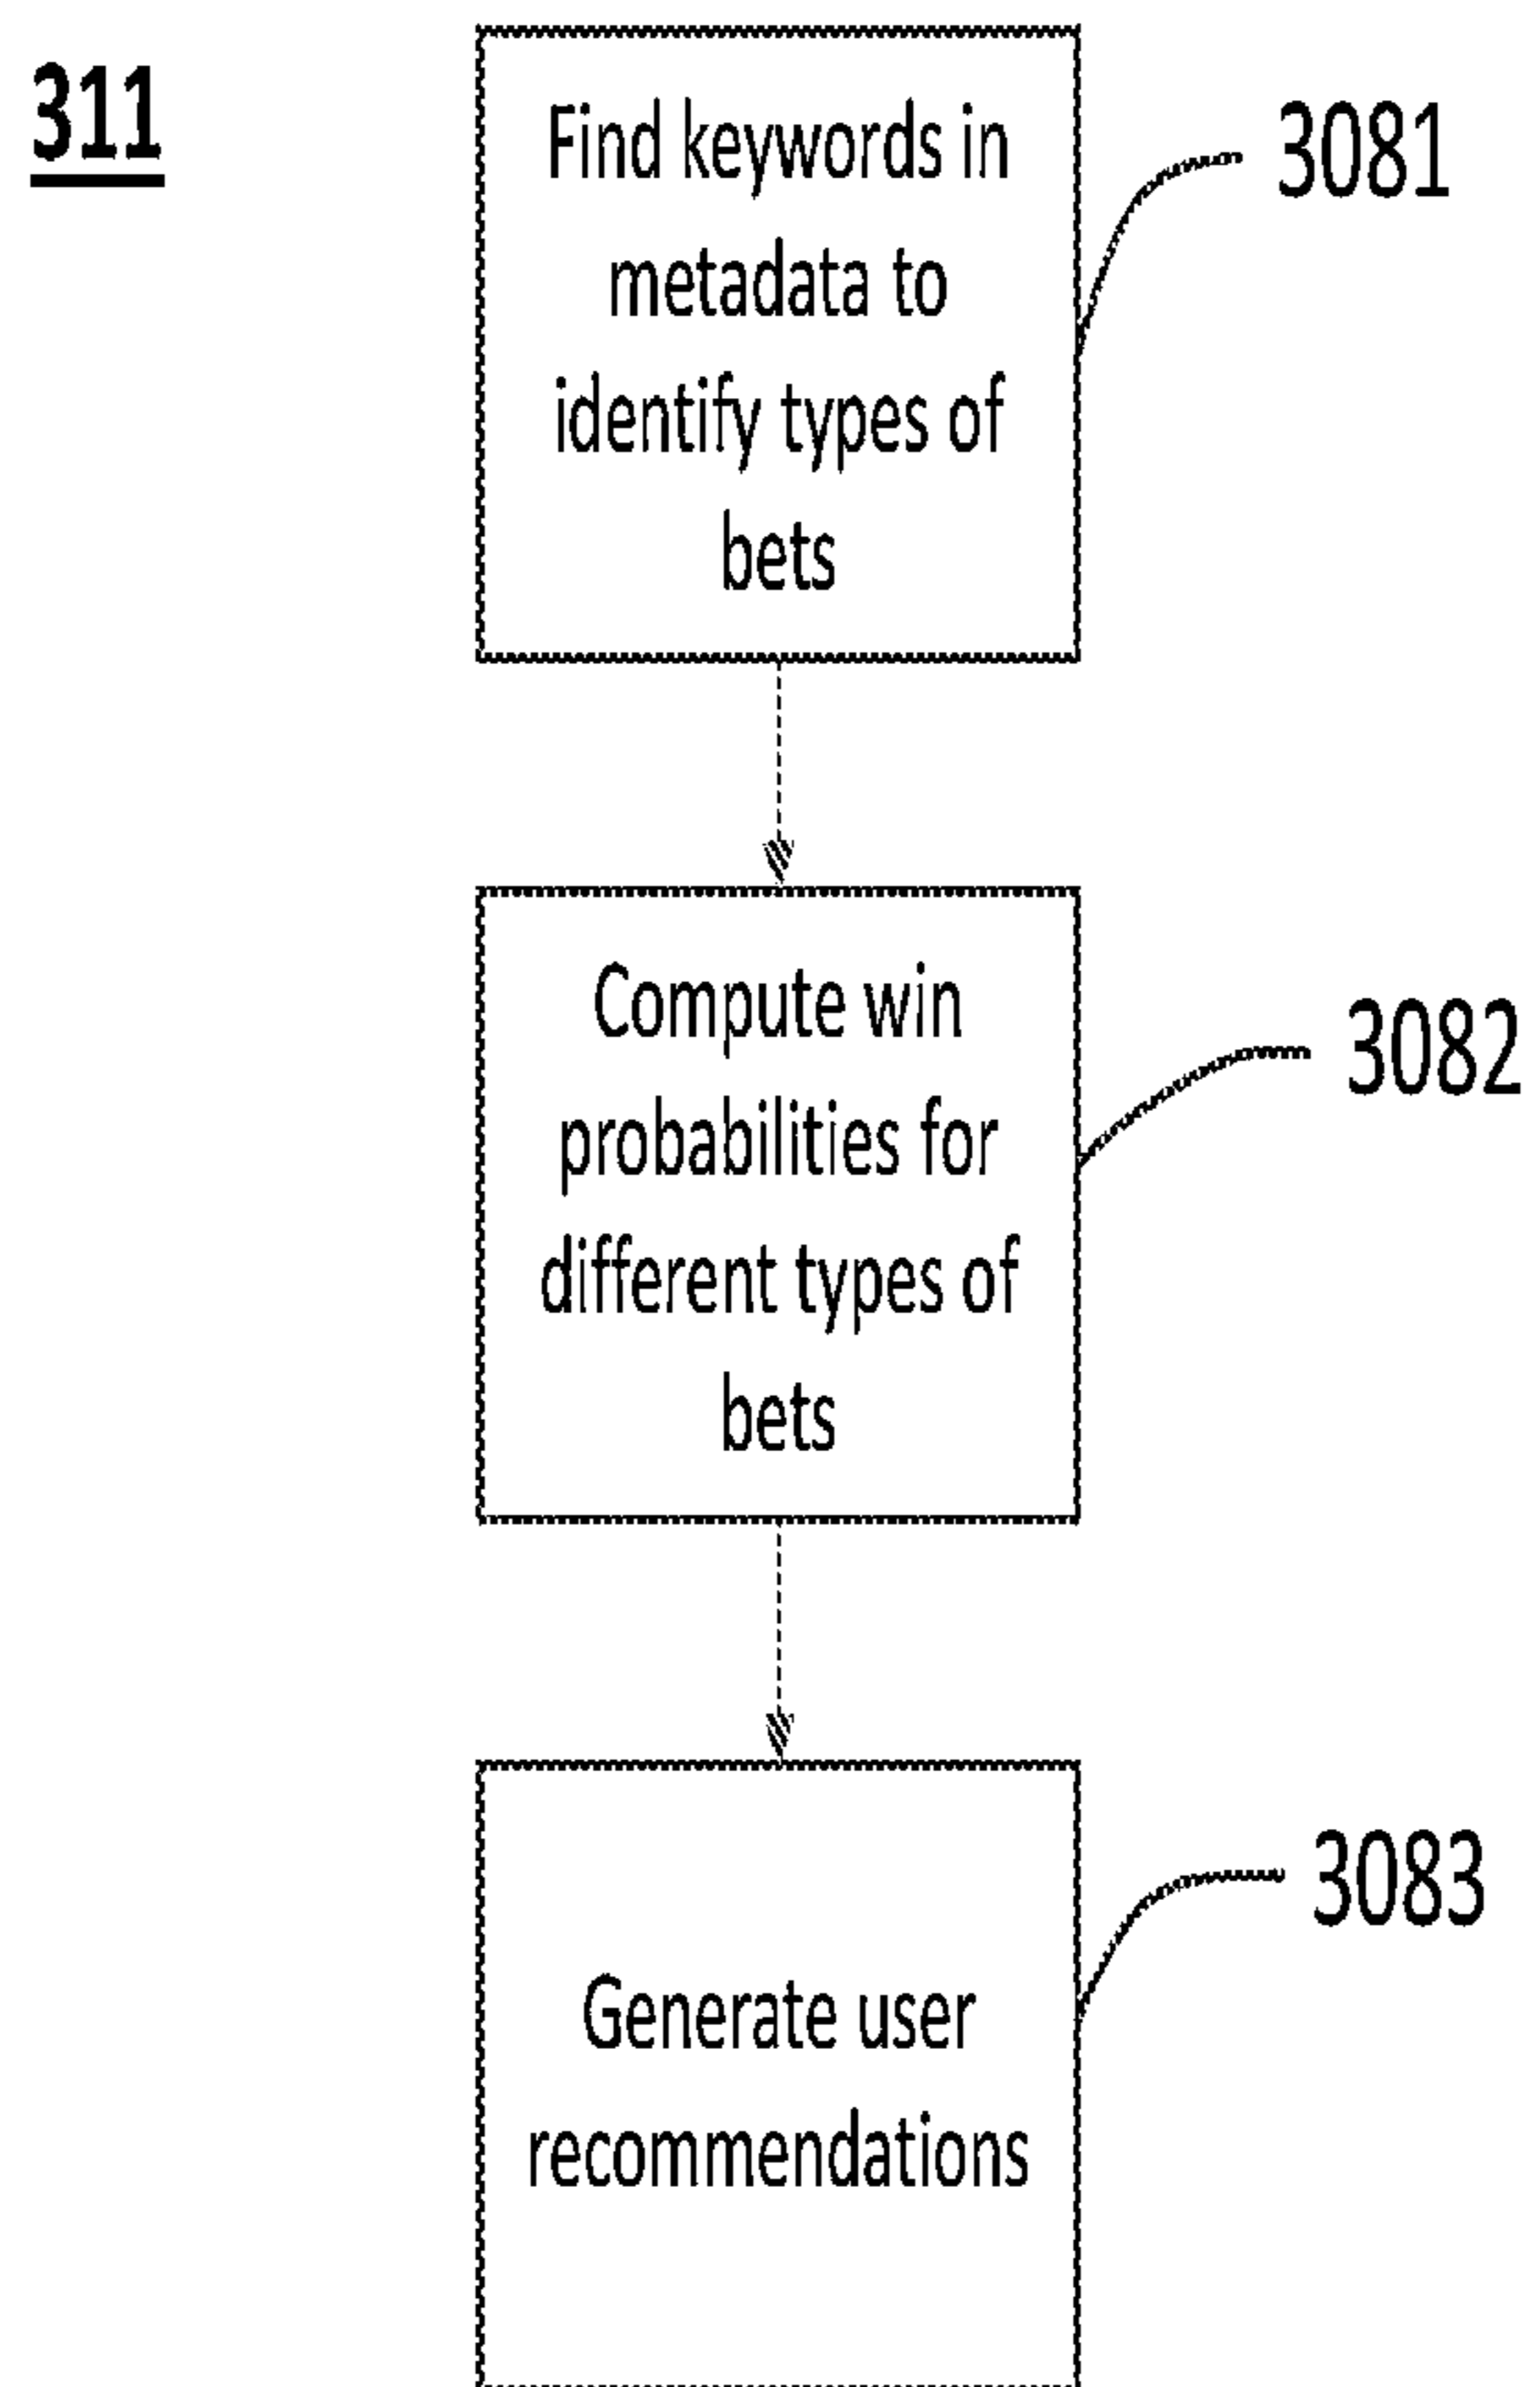 311
Find keywords in
metadata to
identify types of
bets
3081
Compute win
probabilities for
different types of
bets
3082
Generate user
recommendations
3083